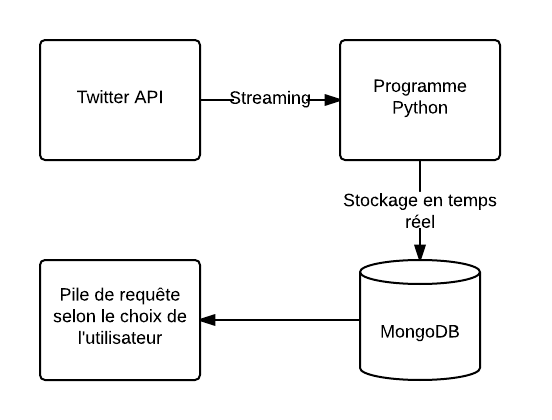 Twitter API
Streaming
Programme
Python
Stockage en temps
réel
Pile de requête
selon le choix de
l'utilisateur
MongoDB